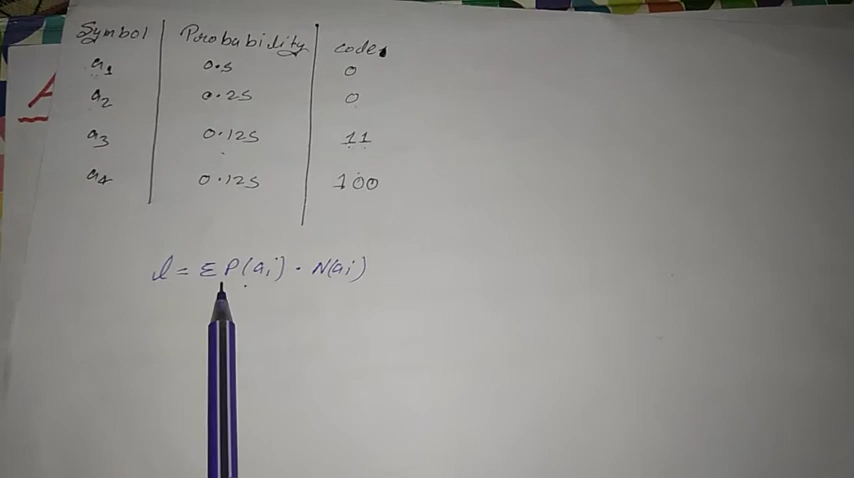 Symbol Probability code
a1 0.5 0
a2 0.25 0
a3 0.125 11
a4 0.125 100
l = Σ P(ai) . N(ai)
A